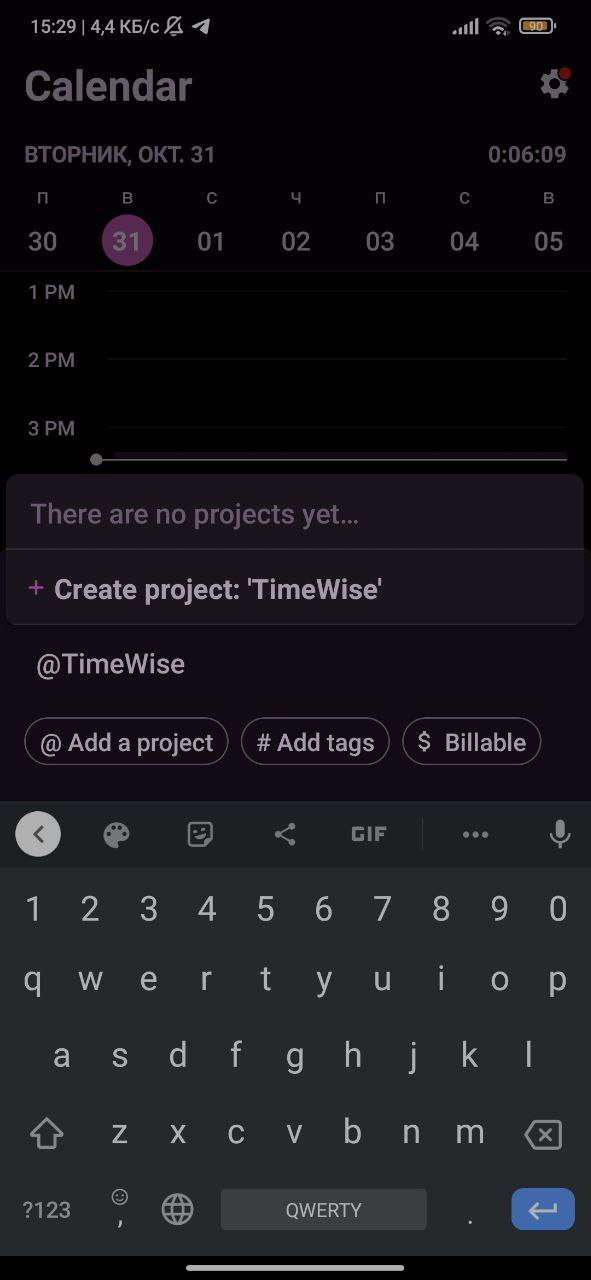 15:29 | 4,4 КБ/с
90
Calendar
ВТОРНИК, ОКТ. 31 0:06:09
П В С Ч П С В
30 31 01 02 03 04 05
1 PM
2 PM
3 PM
There are no projects yet...
+ Create project: 'TimeWise'
@TimeWise
@ Add a project # Add tags $ Billable
GIF
1 2 3 4 5 6 7 8 9 0
q w e r t y u i o p
a s d f g h j k l
z x c v b n m
?123 , QWERTY .